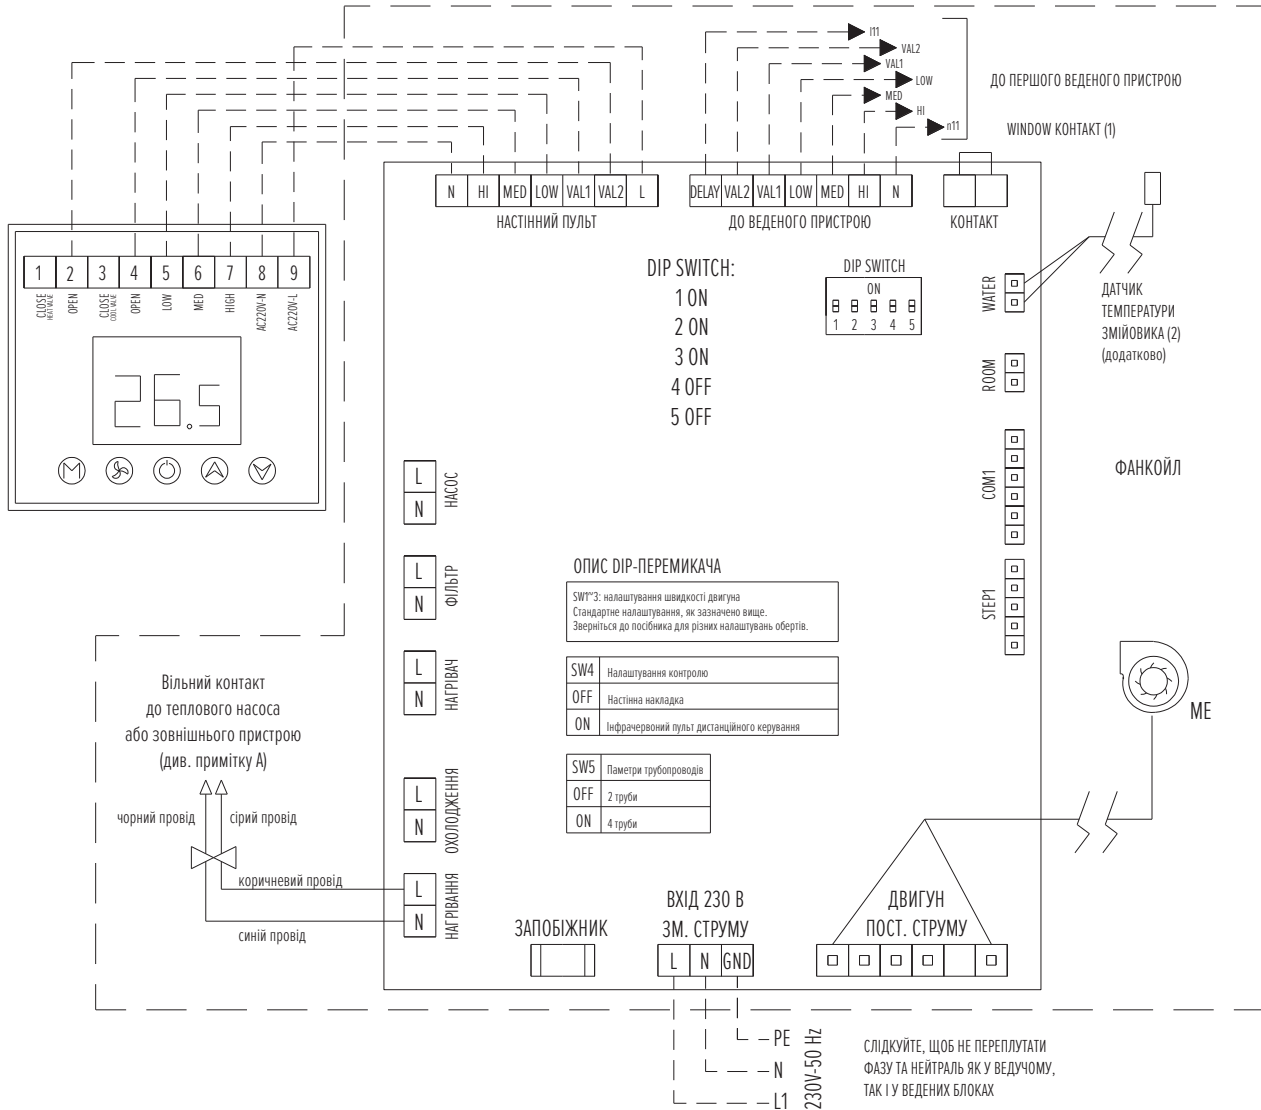 I11
VAL2
VAL1
LOW
MED
HI
n11
ДО ПЕРШОГО ВЕДЕНОГО ПРИСТРОЮ
WINDOW КОНТАКТ (1)
N HI MED LOW VAL1 VAL2 L
НАСТІННИЙ ПУЛЬТ
DELAY VAL2 VAL1 LOW MED HI N
ДО ВЕДЕНОГО ПРИСТРОЮ
КОНТАКТ
1 2 3 4 5 6 7 8 9
CLOSE
HEAT VALVE
OPEN
CLOSE
COOL VALVE
OPEN
LOW
MED
HIGH
AC220V-N
AC220V-L
26.5
M
DIP SWITCH:
1 ON
2 ON
3 ON
4 OFF
5 OFF
DIP SWITCH
ON
1 2 3 4 5
WATER
ROOM
COM1
STEP1
ДАТЧИК
ТЕМПЕРАТУРИ
ЗМІЙОВИКА (2)
(додатково)
ФАНКОЙЛ
L
N
НАСОС
L
N
ФІЛЬТР
L
N
НАГРІВАЧ
L
N
ОХОЛОДЖЕННЯ
L
N
НАГРІВАННЯ
ОПИС DIP-ПЕРЕМИКАЧА
SW1~3: налаштування швидкості двигуна
Стандартне налаштування, як зазначено вище.
Зверніться до посібника для різних налаштувань обертів.
SW4 Налаштування контролю
OFF Настінна накладка
ON Інфрачервоний пульт дистанційного керування
SW5 Паметри трубопроводів
OFF 2 труби
ON 4 труби
Вільний контакт
до теплового насоса
або зовнішнього пристрою
(див. примітку А)
чорний провід
сірий провід
коричневий провід
синій провід
ME
ЗАПОБІЖНИК
ВХІД 230 В
ЗМ. СТРУМУ
L N GND
ДВИГУН
ПОСТ. СТРУМУ
PE
N
L1
230V-50 Hz
СЛІДКУЙТЕ, ЩОБ НЕ ПЕРЕПЛУТАТИ
ФАЗУ ТА НЕЙТРАЛЬ ЯК У ВЕДУЧОМУ,
ТАК І У ВЕДЕНИХ БЛОКАХ